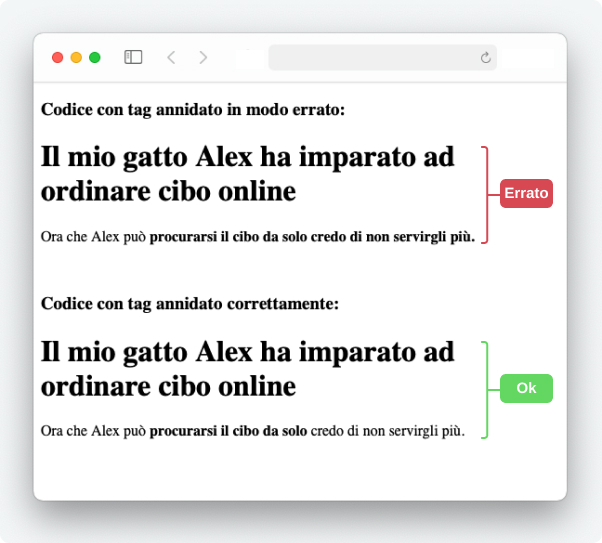 Codice con tag annidato in modo errato:
Il mio gatto Alex ha imparato ad
ordinare cibo online
Errato
Ora che Alex può procurarsi il cibo da solo credo di non servirgli più.
Codice con tag annidato correttamente:
Il mio gatto Alex ha imparato ad
ordinare cibo online
Ok
Ora che Alex può procurarsi il cibo da solo credo di non servirgli più.